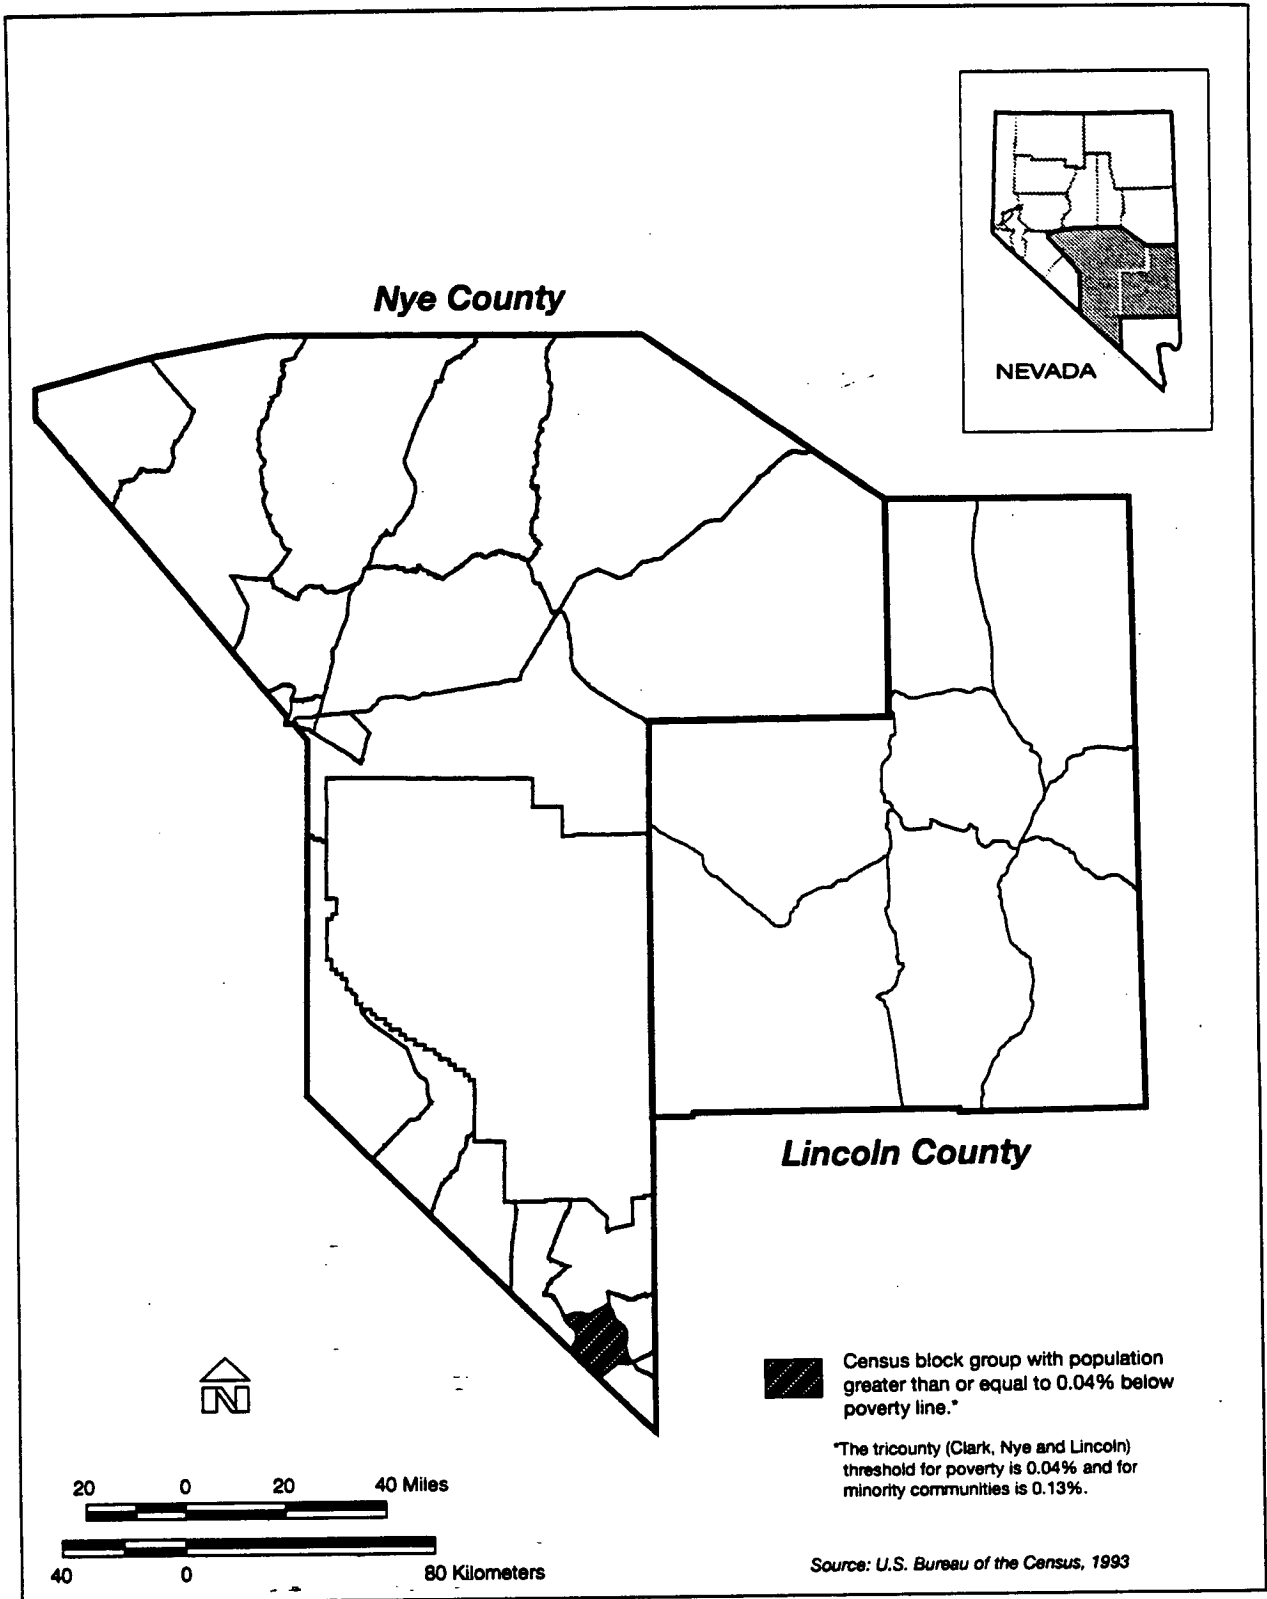 NEVADA
Nye County
Lincoln County
Census block group with population
greater than or equal to 0.04% below
poverty line.*
*The tricounty (Clark, Nye and Lincoln)
threshold for poverty is 0.04% and for
minority communities is 0.13%.
N
20 0 20 40 Miles
40 0 80 Kilometers
Source: U.S. Bureau of the Census, 1993